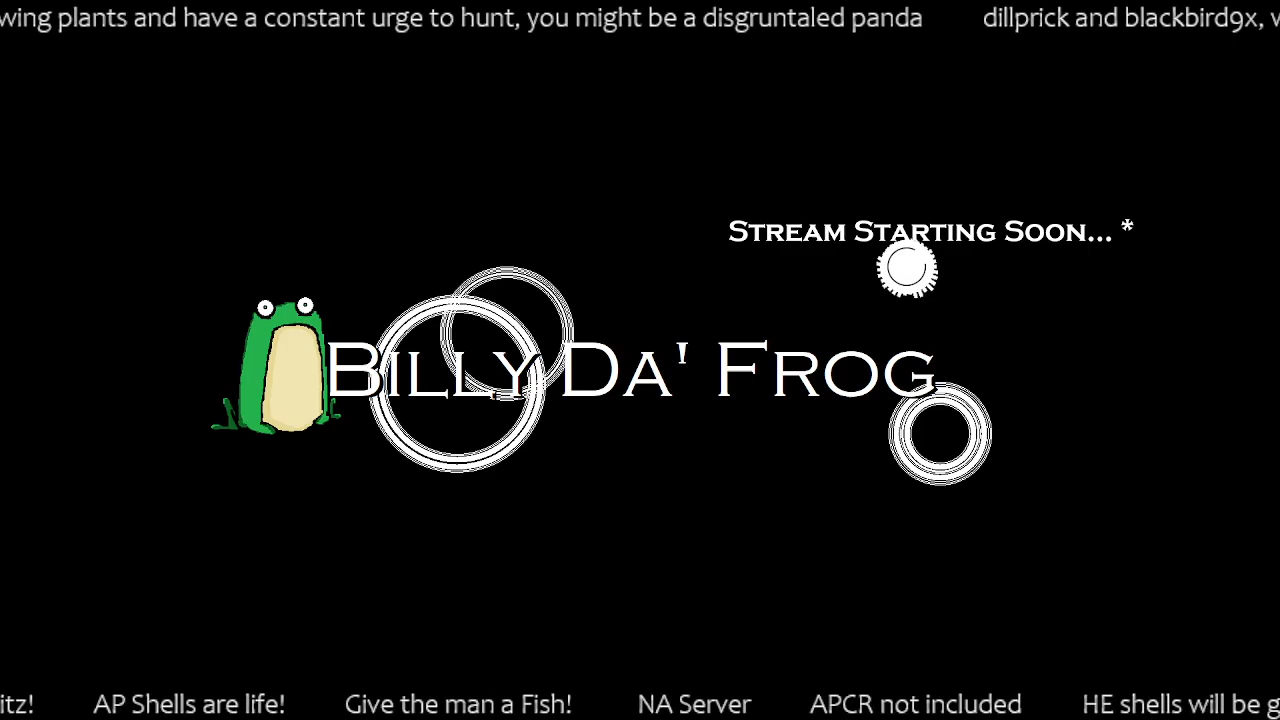 wing plants and have a constant urge to hunt, you might be a disgruntaled panda dillprick and blackbird9x,
Stream Starting Soon... *
Billy Da' Frog
itz! AP Shells are life! Give the man a Fish! NA Server APCR not included HE shells will be g